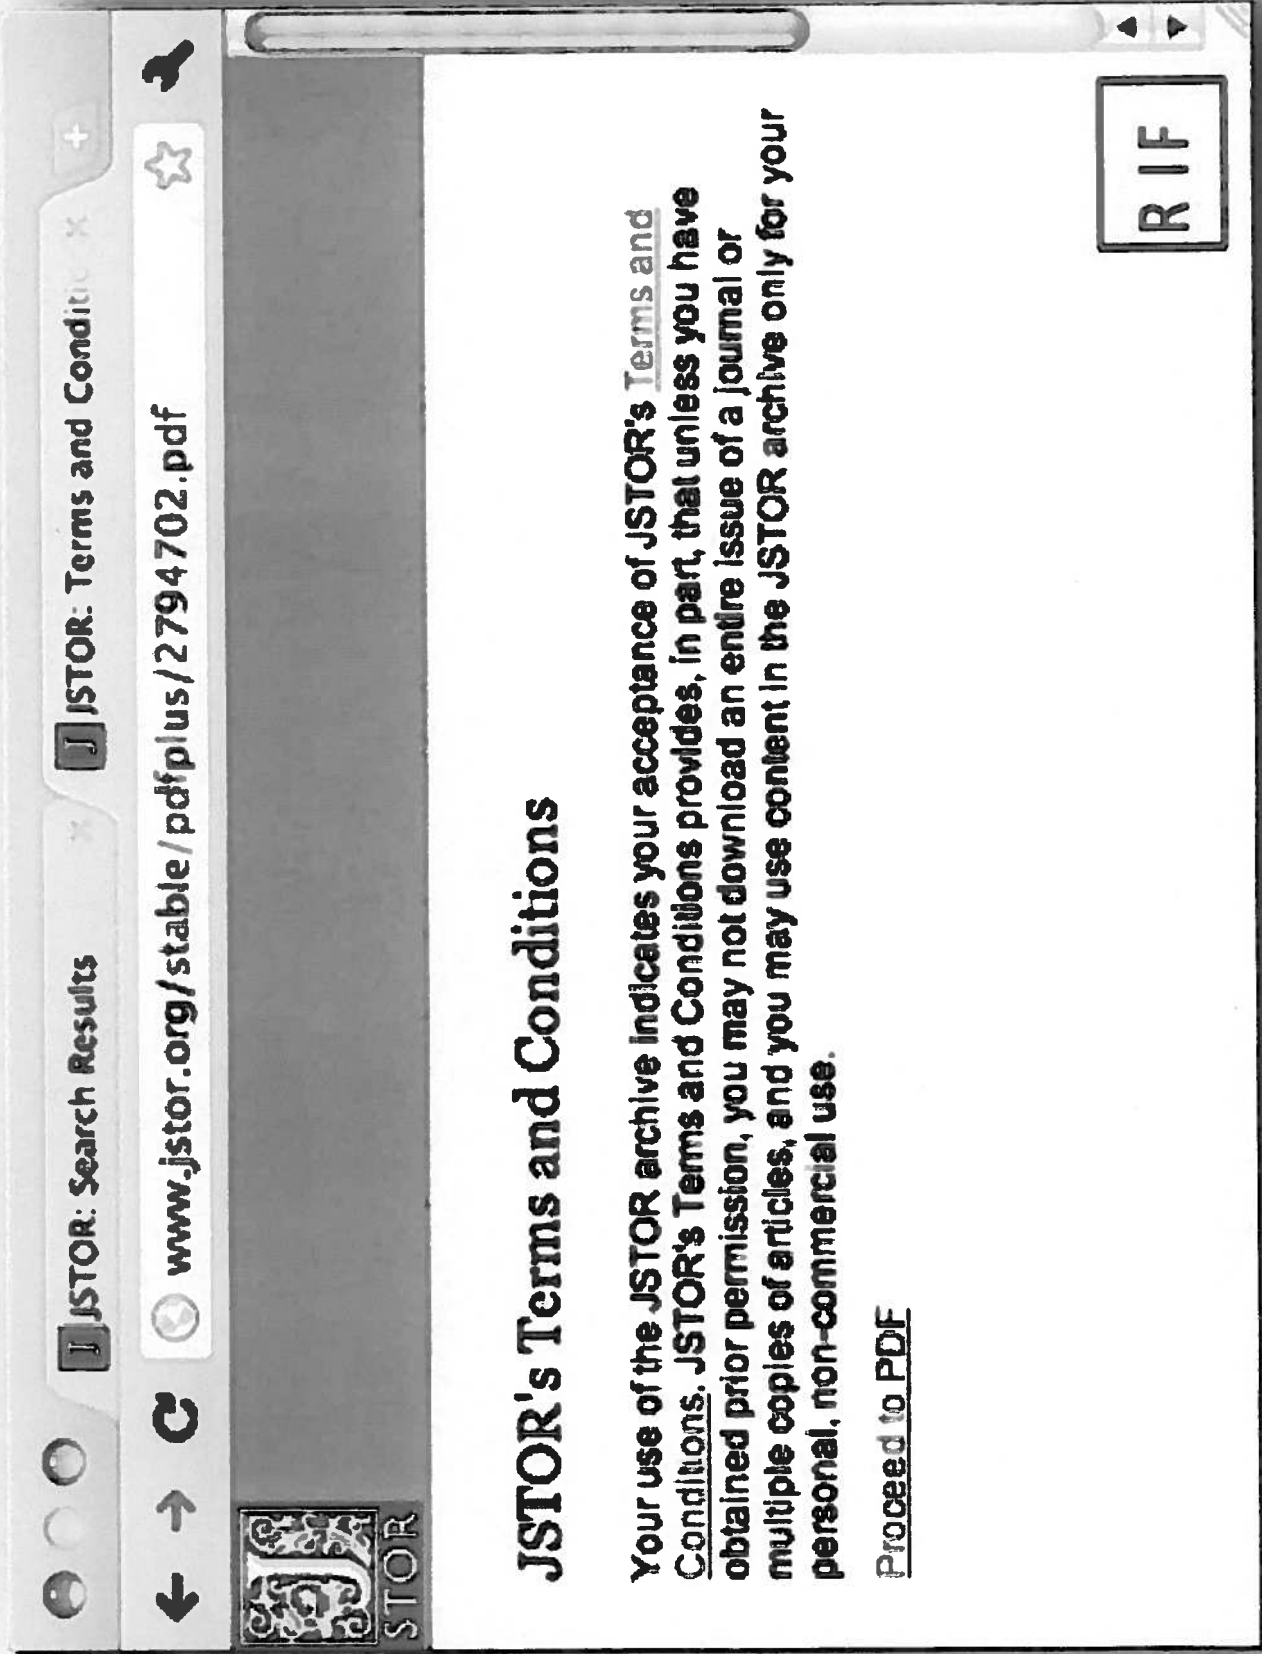 JSTOR: Search Results
JSTOR: Terms and Conditi
www.jstor.org/stable/pdfplus/2794702.pdf
J
STOR
JSTOR's Terms and Conditions
Your use of the JSTOR archive indicates your acceptance of JSTOR's Terms and
Conditions. JSTOR's Terms and Conditions provides, in part, that unless you have
obtained prior permission, you may not download an entire issue of a journal or
multiple copies of articles, and you may use content in the JSTOR archive only for your
personal, non-commercial use.
Proceed to PDF
R IF